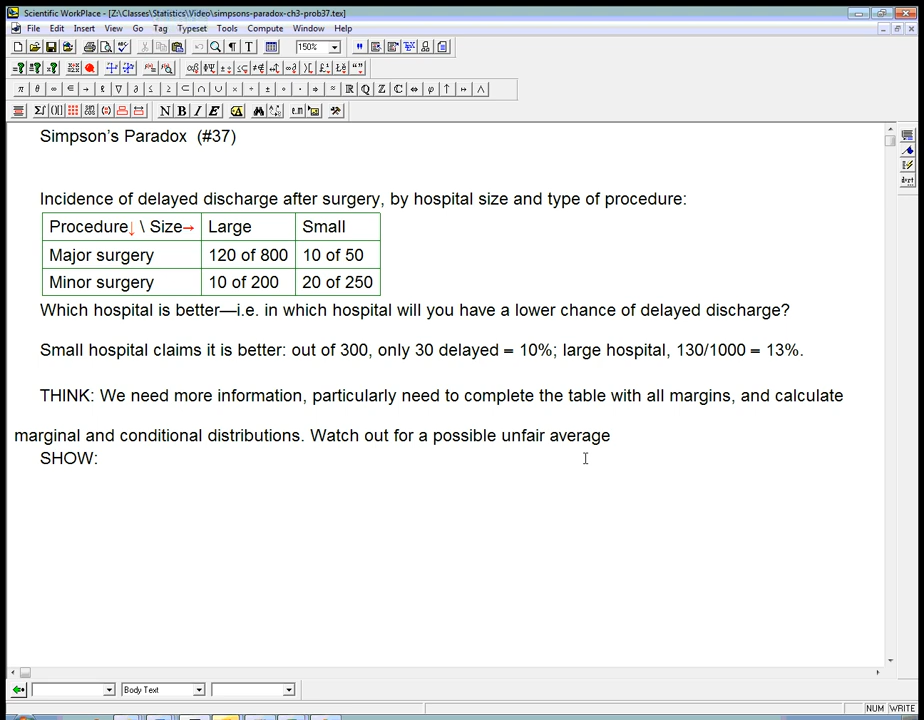 Scientific WorkPlace - [Z:\Classes\Statistics\Video\simpsons-paradox-ch3-prob37.tex]
File Edit View Insert Go Tag Typeset Tools Compute Window Help
150%
Simpson's Paradox (#37)
Incidence of delayed discharge after surgery, by hospital size and type of procedure:
Procedure↓ \ Size→ Large Small
Major surgery 120 of 800 10 of 50
Minor surgery 10 of 200 20 of 250
Which hospital is better—i.e. in which hospital will you have a lower chance of delayed discharge?
Small hospital claims it is better: out of 300, only 30 delayed = 10%; large hospital, 130/1000 = 13%.
THINK: We need more information, particularly need to complete the table with all margins, and calculate
marginal and conditional distributions. Watch out for a possible unfair average
SHOW:
Body Text
NUM WRITE